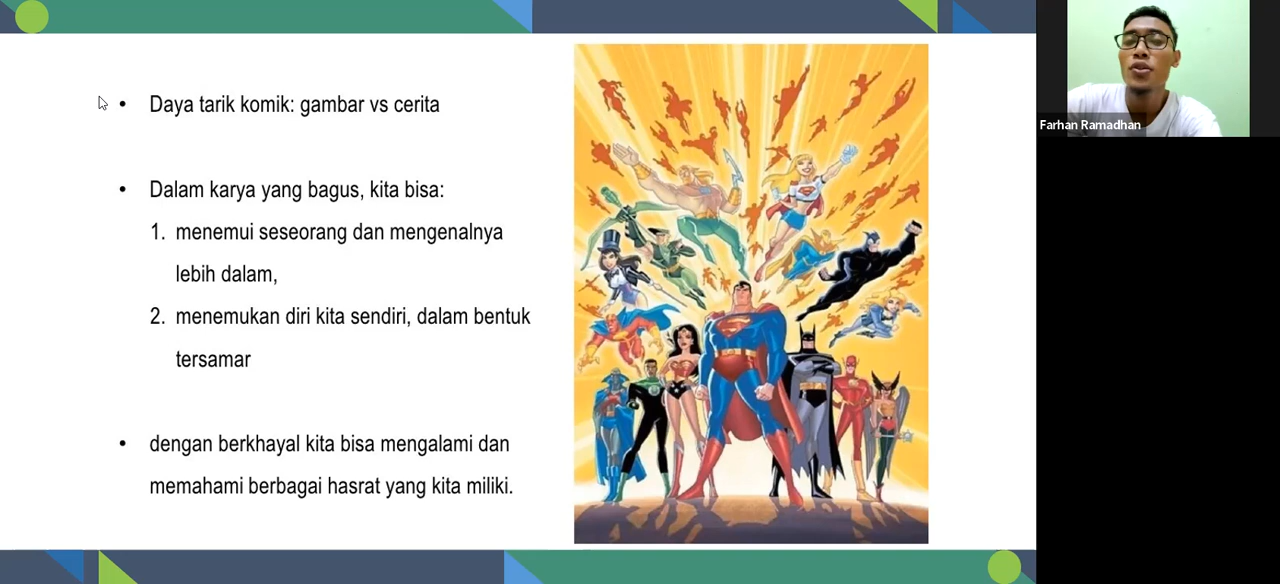 • Daya tarik komik: gambar vs cerita
• Dalam karya yang bagus, kita bisa:
1. menemui seseorang dan mengenalnya
lebih dalam,
2. menemukan diri kita sendiri, dalam bentuk
tersamar
• dengan berkhayal kita bisa mengalami dan
memahami berbagai hasrat yang kita miliki.
Farhan Ramadhan